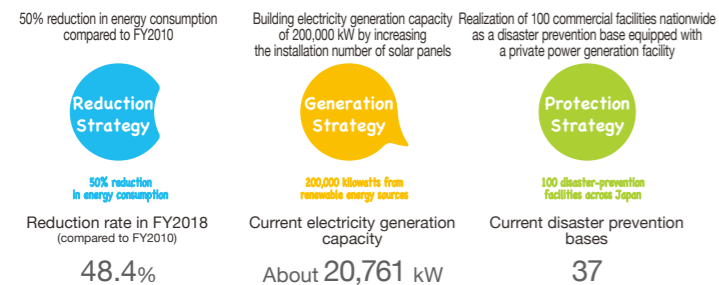 50% reduction in energy consumption
compared to FY2010
Reduction
Strategy
50% reduction
in energy consumption
Reduction rate in FY2018
(compared to FY2010)
48.4%
Building electricity generation capacity
of 200,000 kW by increasing
the installation number of solar panels
Generation
Strategy
200,000 kilowatts from
renewable energy sources
Current electricity generation
capacity
About 20,761 kW
Realization of 100 commercial facilities nationwide
as a disaster prevention base equipped with
a private power generation facility
Protection
Strategy
100 disaster-prevention
facilities across Japan
Current disaster prevention
bases
37